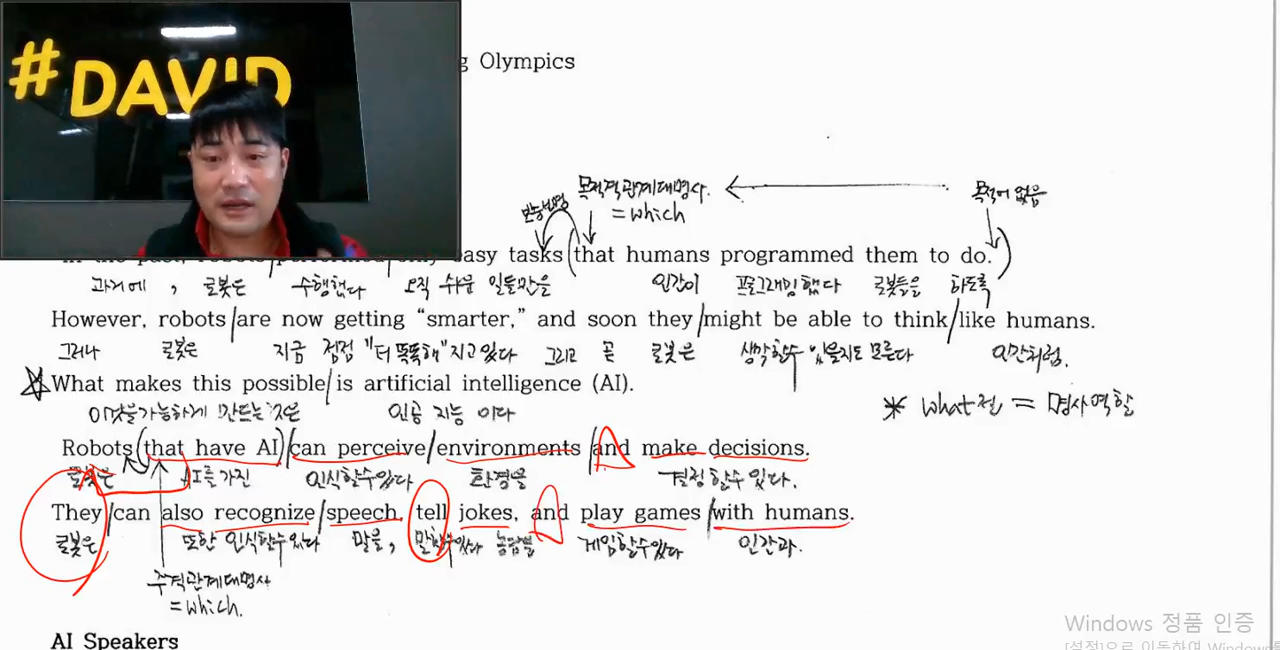 #DAVID
g Olympics
목적격관계대명사. 목적어 없음
=which
easy tasks (that humans programmed them to do.)
과거에, 로봇은 수행했다 오직 쉬운 일들만을 인간이 프로그래밍했다 로봇들을 하도록
However, robots/are now getting “smarter,” and soon they/might be able to think/like humans.
그러나 로봇은 지금 점점 "더 똑똑해"지고있다 그리고 곧 로봇은 생각할수 있을지도 모른다 인간처럼.
What makes this possible/is artificial intelligence (AI).
이것을가능하게 만드는것은 인공 지능 이다
* What절 = 명사역할
Robots(that have AI)/can perceive/environments/and make decisions.
로봇은 AI를 가진 인식할수있다 환경을 결정할수있다.
They/can also recognize/speech, tell jokes, and play games/with humans.
로봇은 또한 인식할수있다 말을, 말할수있다 농담을 게임할수있다 인간과.
주격관계대명사
=which.
AI Speakers
Windows 정품 인증